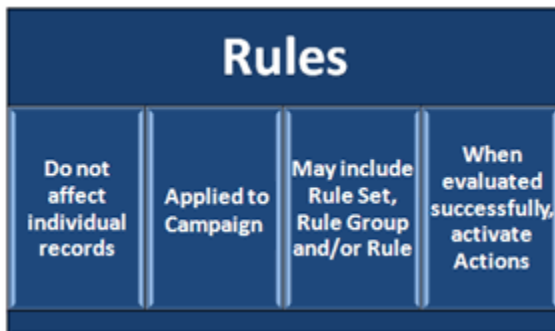 Rules
Do not
affect
individual
records
Applied to
Campaign
May include
Rule Set,
Rule Group
and/or Rule
When
evaluated
successfully,
activate
Actions